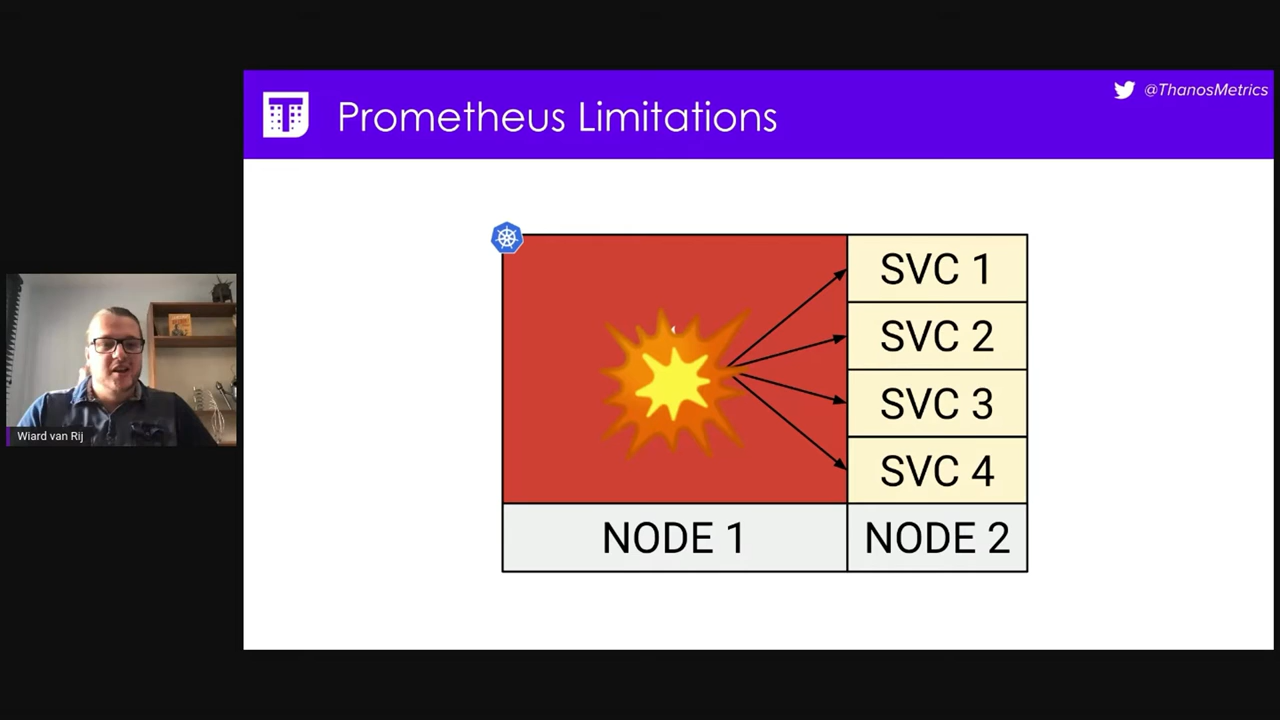 @ThanosMetrics
T
Prometheus Limitations
SVC 1
SVC 2
SVC 3
SVC 4
NODE 1
NODE 2
Wiard van Rij